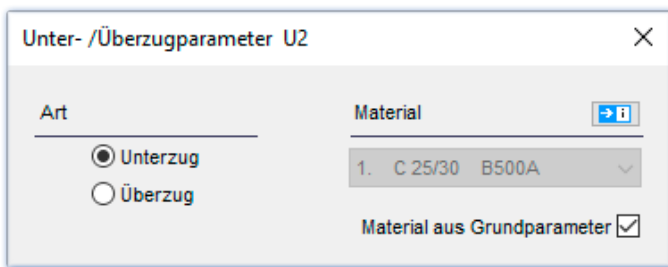 Unter- /Überzugparameter U2
Art
Material
Unterzug
Überzug
1. C 25/30 B500A
Material aus Grundparameter